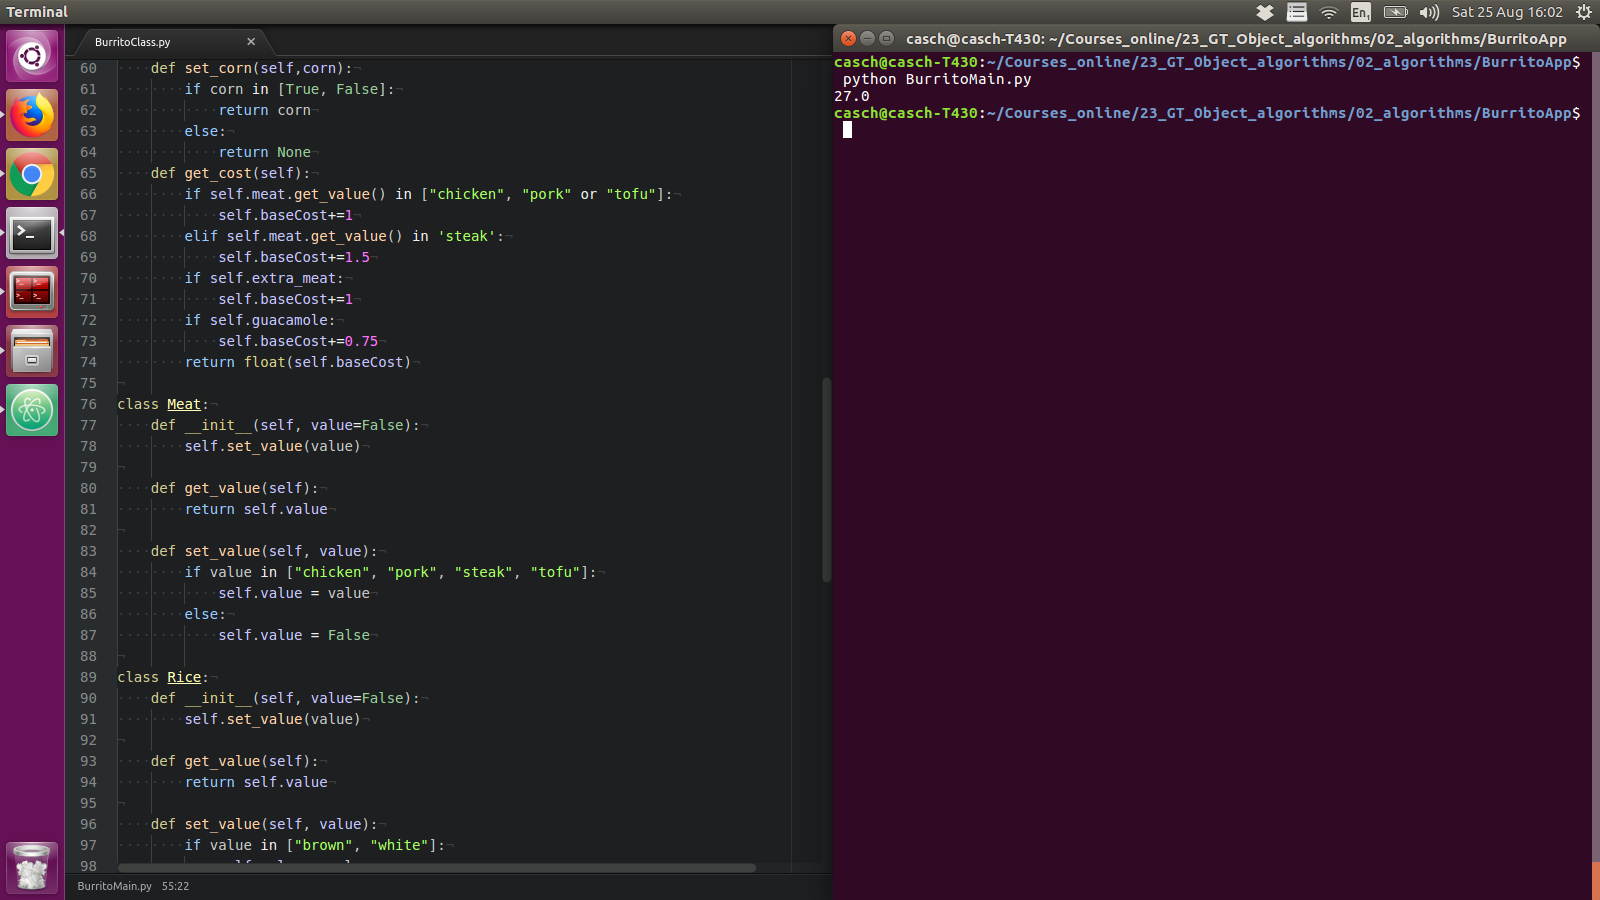 Terminal
En1
Sat 25 Aug 16:02
BurritoClass.py
60 def set_corn(self,corn):
61 if corn in [True, False]:
62 return corn
63 else:
64 return None
65 def get_cost(self):
66 if self.meat.get_value() in ["chicken", "pork" or "tofu"]:
67 self.baseCost+=1
68 elif self.meat.get_value() in 'steak':
69 self.baseCost+=1.5
70 if self.extra_meat:
71 self.baseCost+=1
72 if self.guacamole:
73 self.baseCost+=0.75
74 return float(self.baseCost)
75
76 class Meat:
77 def __init__(self, value=False):
78 self.set_value(value)
79
80 def get_value(self):
81 return self.value
82
83 def set_value(self, value):
84 if value in ["chicken", "pork", "steak", "tofu"]:
85 self.value = value
86 else:
87 self.value = False
88
89 class Rice:
90 def __init__(self, value=False):
91 self.set_value(value)
92
93 def get_value(self):
94 return self.value
95
96 def set_value(self, value):
97 if value in ["brown", "white"]:
98
BurritoMain.py 55:22
casch@casch-T430: ~/Courses_online/23_GT_Object_algorithms/02_algorithms/BurritoApp
casch@casch-T430:~/Courses_online/23_GT_Object_algorithms/02_algorithms/BurritoApp$
python BurritoMain.py
27.0
casch@casch-T430:~/Courses_online/23_GT_Object_algorithms/02_algorithms/BurritoApp$